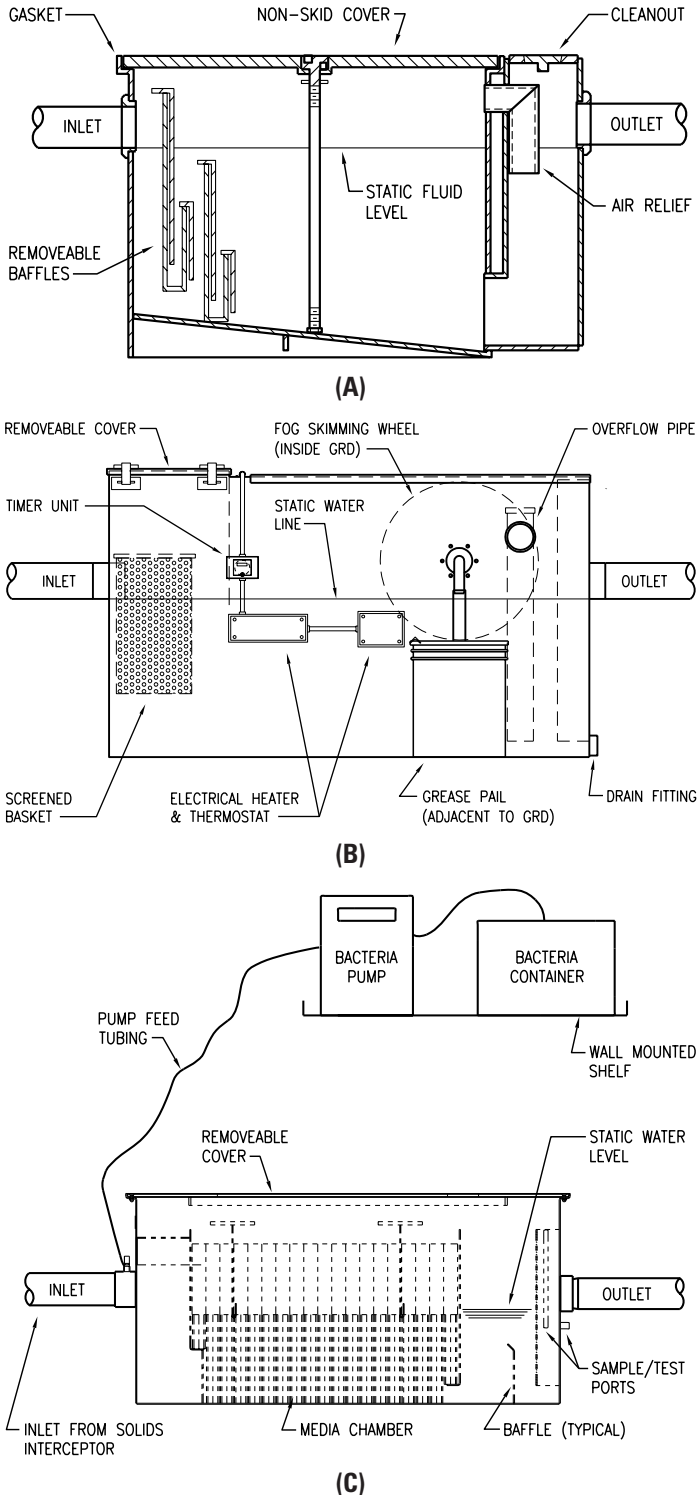 GASKET
NON-SKID COVER
CLEANOUT
INLET
OUTLET
STATIC FLUID
LEVEL
AIR RELIEF
REMOVEABLE
BAFFLES
(A)
REMOVEABLE COVER
FOG SKIMMING WHEEL
(INSIDE GRD)
OVERFLOW PIPE
TIMER UNIT
STATIC WATER
LINE
INLET
OUTLET
SCREENED
BASKET
ELECTRICAL HEATER
& THERMOSTAT
GREASE PAIL
(ADJACENT TO GRD)
DRAIN FITTING
(B)
BACTERIA
PUMP
BACTERIA
CONTAINER
PUMP FEED
TUBING
WALL MOUNTED
SHELF
REMOVEABLE
COVER
STATIC WATER
LEVEL
INLET
OUTLET
SAMPLE/TEST
PORTS
INLET FROM SOLIDS
INTERCEPTOR
MEDIA CHAMBER
BAFFLE (TYPICAL)
(C)